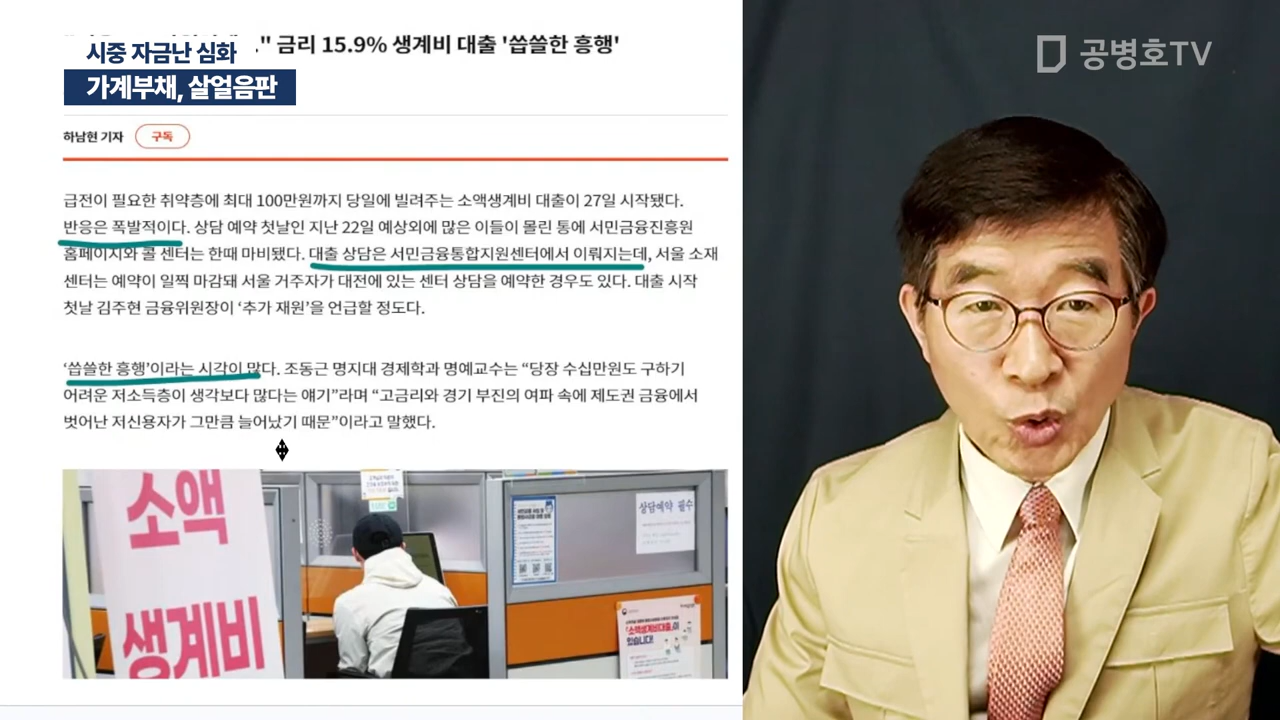 " 금리 15.9% 생계비 대출 '씁쓸한 흥행'
시중 자금난 심화
가계부채, 살얼음판
공병호TV
하남현 기자 구독
급전이 필요한 취약층에 최대 100만원까지 당일에 빌려주는 소액생계비 대출이 27일 시작됐다.
반응은 폭발적이다. 상담 예약 첫날인 지난 22일 예상외에 많은 이들이 몰린 통에 서민금융진흥원
홈페이지와 콜 센터는 한때 마비됐다. 대출 상담은 서민금융통합지원센터에서 이뤄지는데, 서울 소재
센터는 예약이 일찍 마감돼 서울 거주자가 대전에 있는 센터 상담을 예약한 경우도 있다. 대출 시작
첫날 김주현 금융위원장이 ‘추가 재원’을 언급할 정도다.
‘씁쓸한 흥행’이라는 시각이 많다. 조동근 명지대 경제학과 명예교수는 “당장 수십만원도 구하기
어려운 저소득층이 생각보다 많다는 얘기”라며 “고금리와 경기 부진의 여파 속에 제도권 금융에서
벗어난 저신용자가 그만큼 늘어났기 때문”이라고 말했다.
소액
생계비
상담예약 필수
「소액생계비대출」이
있습니다!